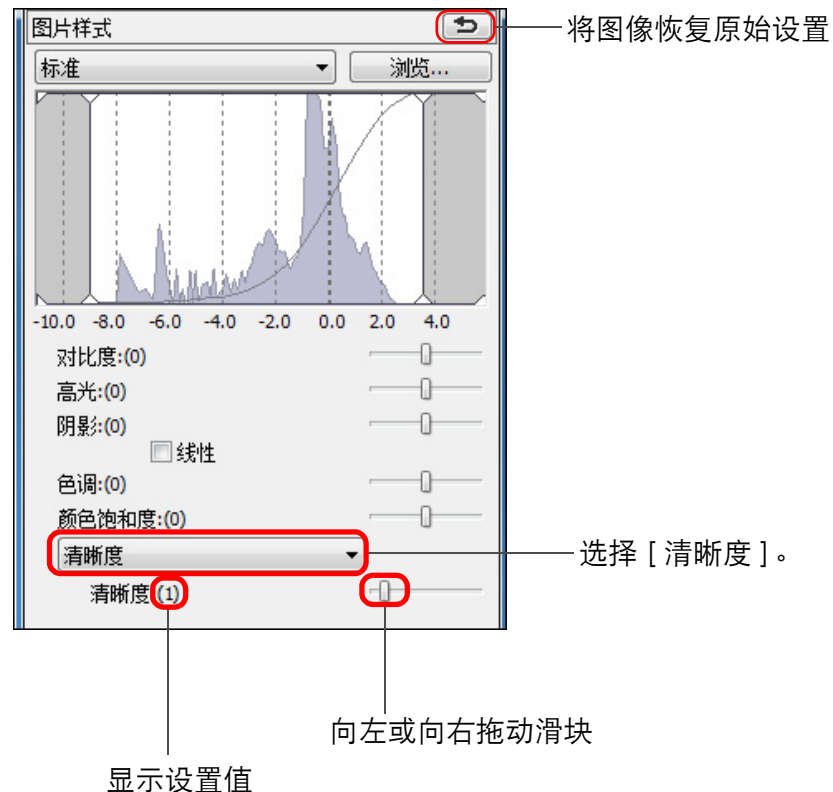 图片样式
将图像恢复原始设置
标准
浏览...
-10.0 -8.0 -6.0 -4.0 -2.0 0.0 2.0 4.0
对比度:(0)
高光:(0)
阴影:(0)
线性
色调:(0)
颜色饱和度:(0)
清晰度
选择 [ 清晰度 ] 。
清晰度:(1)
向左或向右拖动滑块
显示设置值